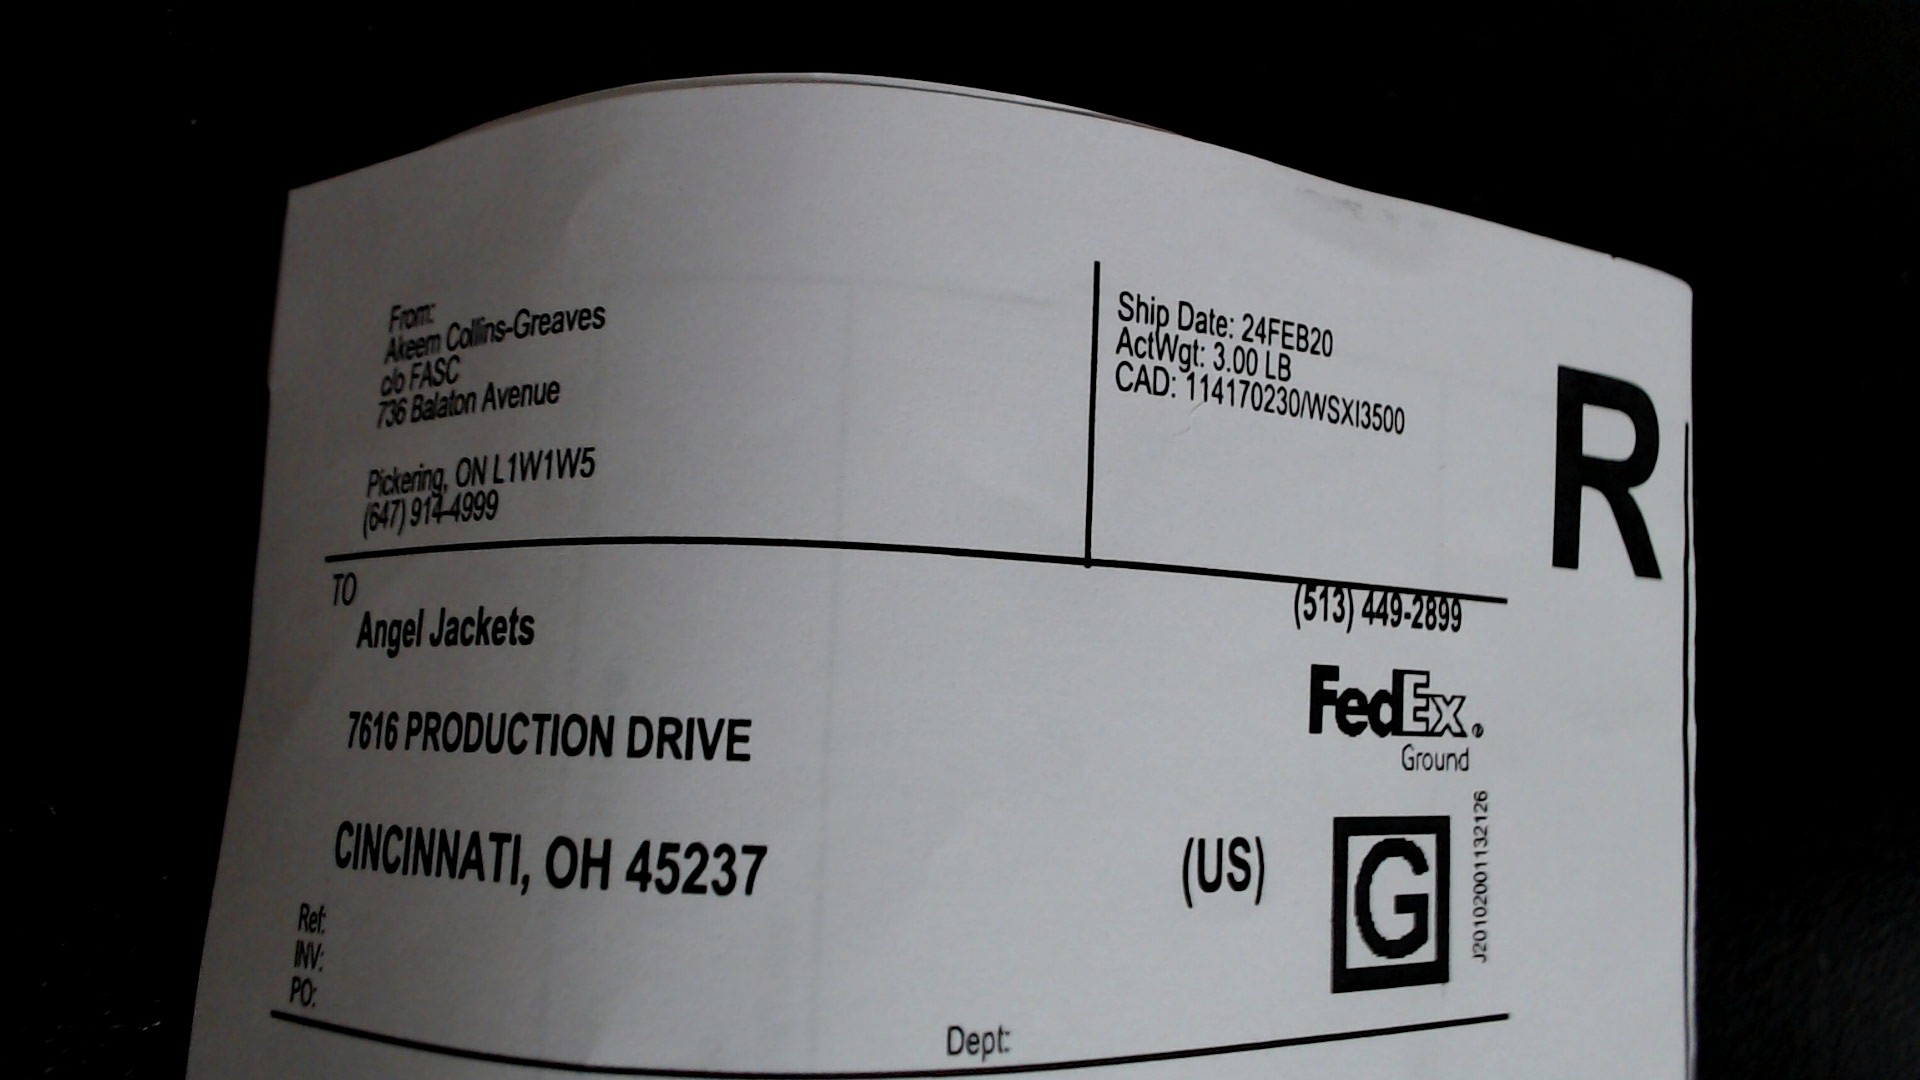 From:
Akeem Collins-Greaves
c/o FASC
736 Balaton Avenue
Pickering, ON L1W1W5
(647) 914-4999
Ship Date: 24FEB20
ActWgt: 3.00 LB
CAD: 114170230/WSXI3500
R
TO
Angel Jackets
(513) 449-2899
7616 PRODUCTION DRIVE
FedEx®
Ground
CINCINNATI, OH 45237
(US)
G
J20102001132126
Ref:
INV:
PO:
Dept: